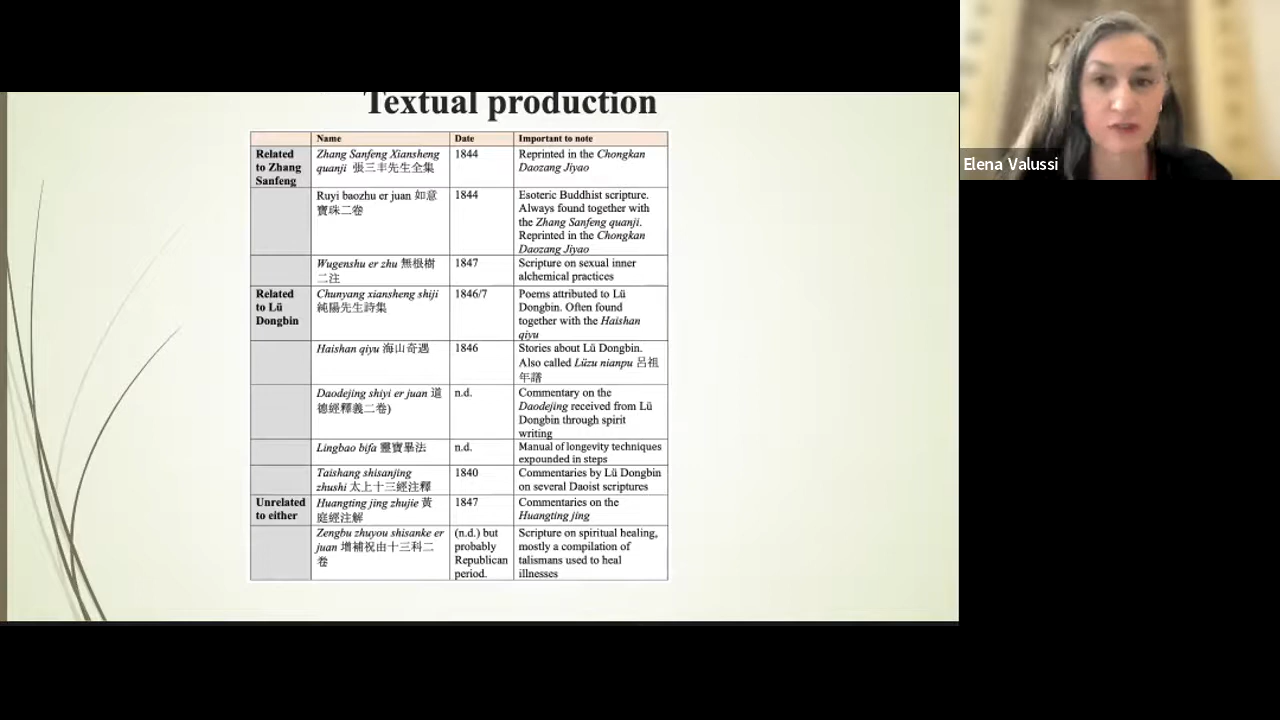 Textual production
Name Date Important to note
Related to Zhang Sanfeng
Zhang Sanfeng Xiansheng
quanji 張三丰先生全集
1844
Reprinted in the Chongkan
Daozang Jiyao
Ruyi baozhu er juan 如意
寶珠二卷
1844
Esoteric Buddhist scripture.
Always found together with
the Zhang Sanfeng quanji.
Reprinted in the Chongkan
Daozang Jiyao
Wugenshu er zhu 無根樹
二注
1847
Scripture on sexual inner
alchemical practices
Related
to Lü
Dongbin
Chunyang xiansheng shiji
純陽先生詩集
1846/7
Poems attributed to Lü
Dongbin. Often found
together with the Haishan
qiyu
Haishan qiyu 海山奇遇
1846
Stories about Lü Dongbin.
Also called Lüzu nianpu 呂祖
年譜
Daodejing shiyi er juan 道
德經釋義二卷)
n.d.
Commentary on the
Daodejing received from Lü
Dongbin through spirit
writing
Lingbao bifa 靈寶畢法
n.d.
Manual of longevity techniques
expounded in steps
Taishang shisanjing
zhushi 太上十三經注釋
1840
Commentaries by Lü Dongbin
on several Daoist scriptures
Unrelated
to either
Huangting jing zhujie 黃
庭經注解
1847
Commentaries on the
Huangting jing
Zengbu zhuyou shisanke er
juan 增補祝由十三科二
卷
(n.d.) but
probably
Republican
period.
Scripture on spiritual healing,
mostly a compilation of
talismans used to heal
illnesses
Elena Valussi